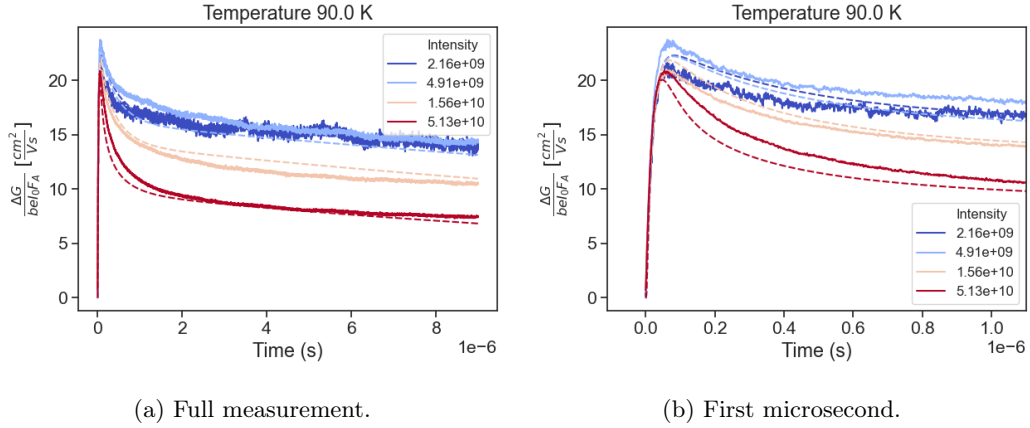 Temperature 90.0 K
ΔG / beI₀F_A [cm² / Vs]
20
15
10
5
0
Intensity
2.16e+09
4.91e+09
1.56e+10
5.13e+10
0 2 4 6 8
1e−6
Time (s)
(a) Full measurement.
Temperature 90.0 K
ΔG / beI₀F_A [cm² / Vs]
20
15
10
5
0
Intensity
2.16e+09
4.91e+09
1.56e+10
5.13e+10
0.0 0.2 0.4 0.6 0.8 1.0
1e−6
Time (s)
(b) First microsecond.